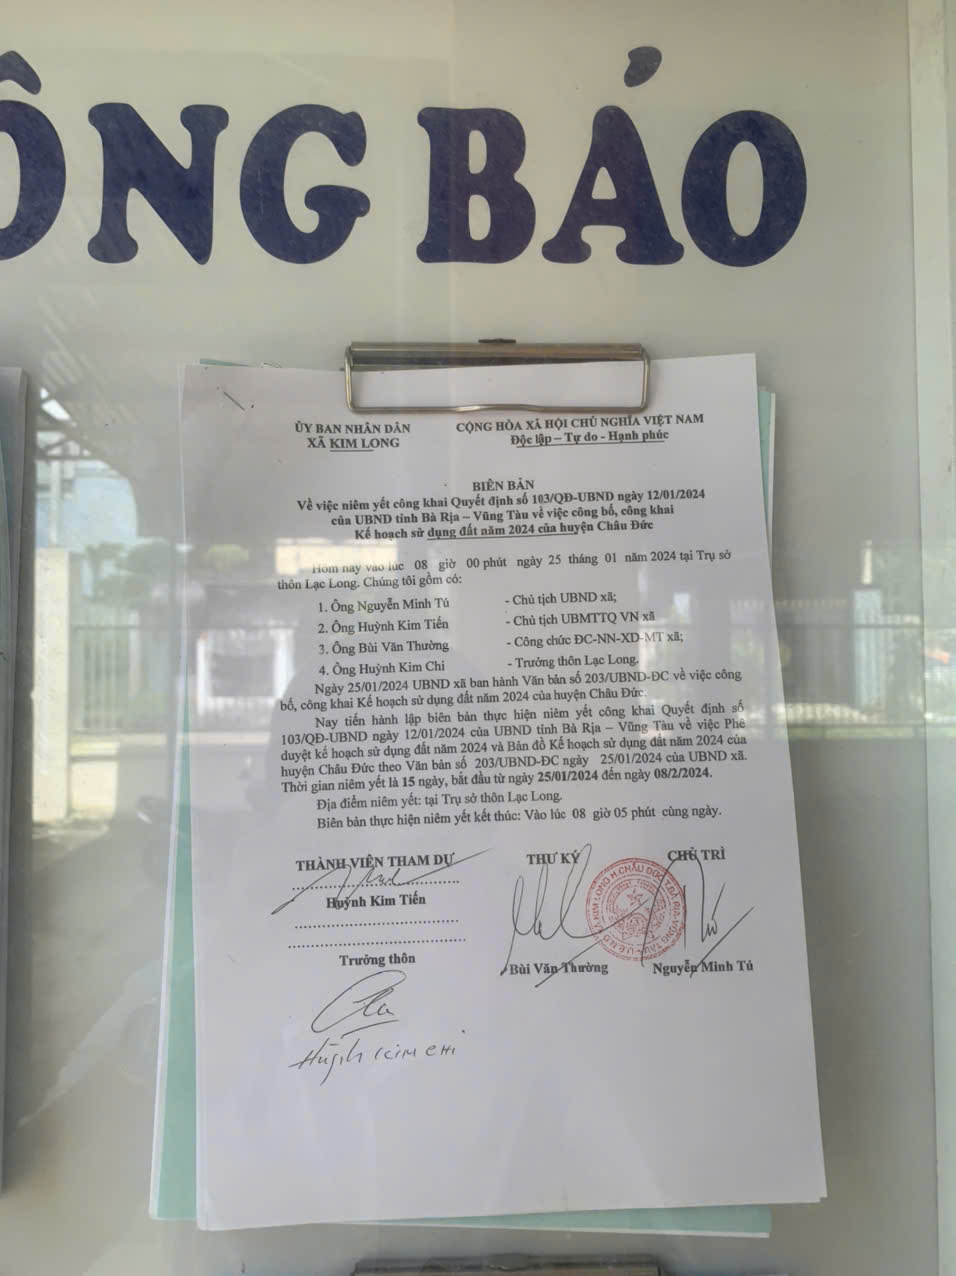 ÔNG BÁO
ỦY BAN NHÂN DÂN
XÃ KIM LONG
CỘNG HÒA XÃ HỘI CHỦ NGHĨA VIỆT NAM
Độc lập – Tự do - Hạnh phúc
BIÊN BẢN
Về việc niêm yết công khai Quyết định số 103/QĐ-UBND ngày 12/01/2024
của UBND tỉnh Bà Rịa – Vũng Tàu về việc công bố, công khai
Kế hoạch sử dụng đất năm 2024 của huyện Châu Đức
Hôm nay vào lúc 08 giờ 00 phút ngày 25 tháng 01 năm 2024 tại Trụ sở
thôn Lạc Long. Chúng tôi gồm có:
1. Ông Nguyễn Minh Tú - Chủ tịch UBND xã;
2. Ông Huỳnh Kim Tiến - Chủ tịch UBMTTQ VN xã
3. Ông Bùi Văn Thường - Công chức ĐC-NN-XD-MT xã;
4. Ông Huỳnh Kim Chi - Trưởng thôn Lạc Long.
Ngày 25/01/2024 UBND xã ban hành Văn bản số 203/UBND-ĐC về việc công
bố, công khai Kế hoạch sử dụng đất năm 2024 của huyện Châu Đức.
Nay tiến hành lập biên bản thực hiện niêm yết công khai Quyết định số
103/QĐ-UBND ngày 12/01/2024 của UBND tỉnh Bà Rịa – Vũng Tàu về việc Phê
duyệt kế hoạch sử dụng đất năm 2024 và Bản đồ Kế hoạch sử dụng đất năm 2024 của
huyện Châu Đức theo Văn bản số 203/UBND-ĐC ngày 25/01/2024 của UBND xã.
Thời gian niêm yết là 15 ngày, bắt đầu từ ngày 25/01/2024 đến ngày 08/2/2024.
Địa điểm niêm yết: tại Trụ sở thôn Lạc Long.
Biên bản thực hiện niêm yết kết thúc: Vào lúc 08 giờ 05 phút cùng ngày.
THÀNH VIÊN THAM DỰ
THƯ KÝ
CHỦ TRÌ
U.B.N.D XÃ KIM LONG H.CHÂU ĐỨC T.BÀ RỊA-VŨNG TÀU
Huỳnh Kim Tiến
Trưởng thôn
Bùi Văn Thường
Nguyễn Minh Tú
Huỳnh Kim Chi